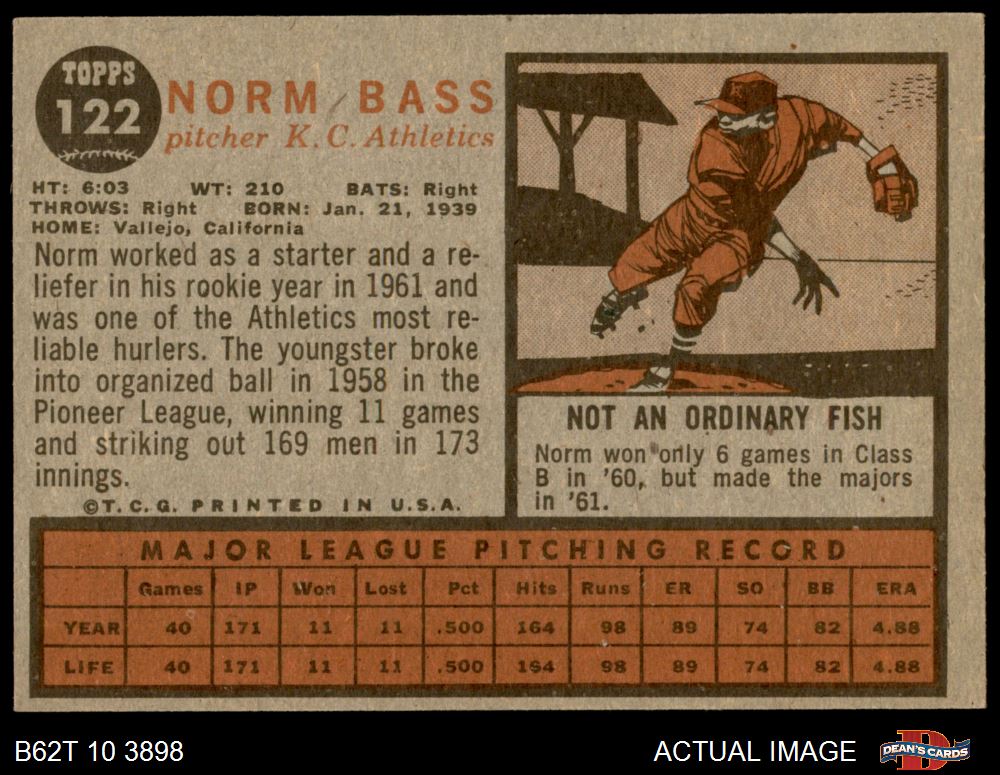 TOPPS
122
NORM BASS
pitcher K. C. Athletics
HT: 6:03 WT: 210 BATS: Right
THROWS: Right BORN: Jan. 21, 1939
HOME: Vallejo, California
Norm worked as a starter and a re-
liefer in his rookie year in 1961 and
was one of the Athletics most re-
liable hurlers. The youngster broke
into organized ball in 1958 in the
Pioneer League, winning 11 games
and striking out 169 men in 173
innings.
©T. C. G. PRINTED IN U. S. A.
NOT AN ORDINARY FISH
Norm won only 6 games in Class
B in '60, but made the majors
in '61.
MAJOR LEAGUE PITCHING RECORD
Games IP Won Lost Pct Hits Runs ER SO BB ERA
YEAR 40 171 11 11 .500 164 98 89 74 82 4.88
LIFE 40 171 11 11 .500 164 98 89 74 82 4.88
B62T 10 3898 ACTUAL IMAGE
D
DEAN'S CARDS